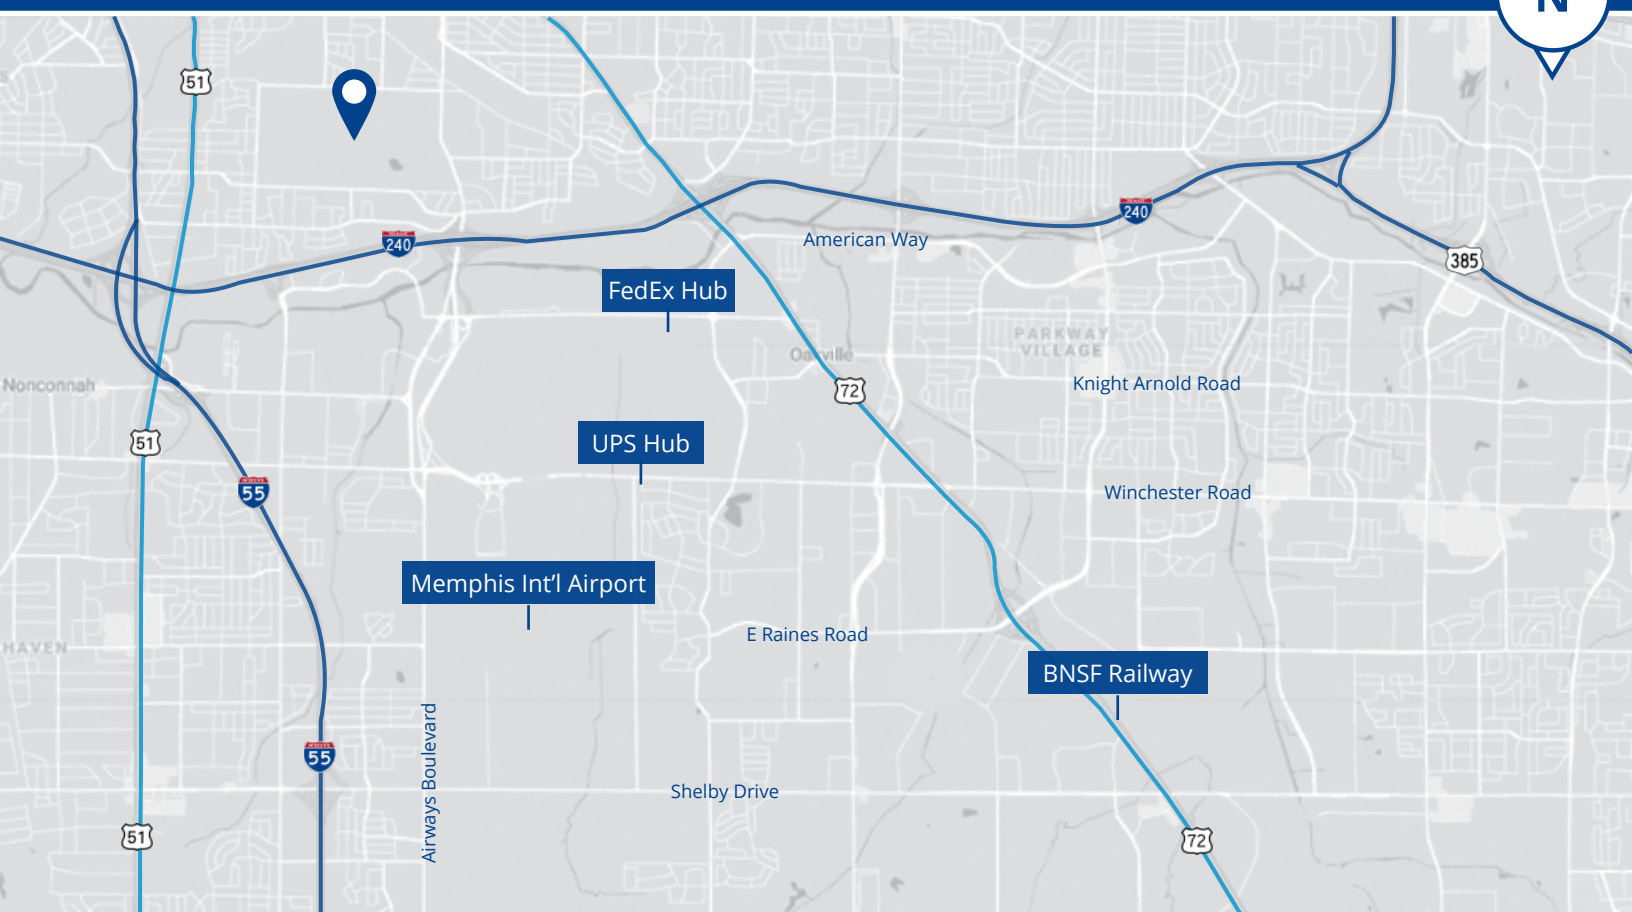 N
51
240
240
American Way
385
FedEx Hub
PARKWAY
VILLAGE
Oakville
Nonconnah
72
Knight Arnold Road
51
UPS Hub
55
Winchester Road
Memphis Int'l Airport
E Raines Road
HAVEN
BNSF Railway
Airways Boulevard
55
Shelby Drive
51
72